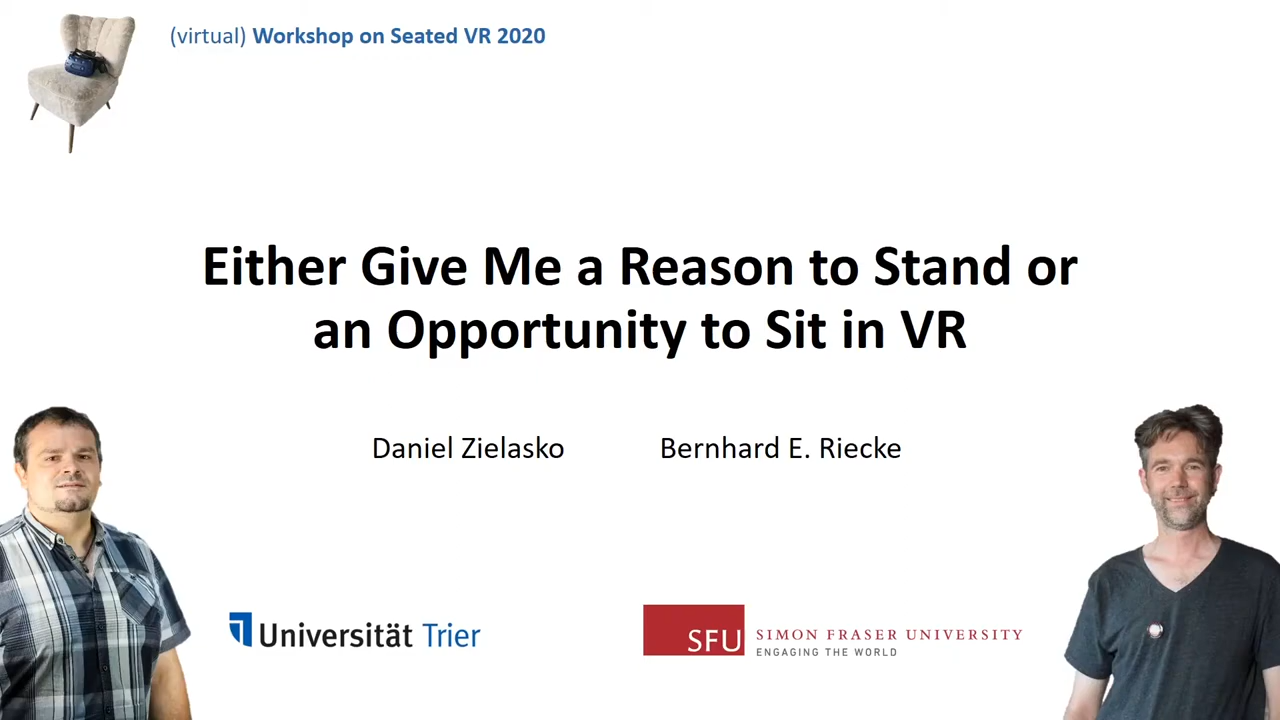 (virtual) Workshop on Seated VR 2020
Either Give Me a Reason to Stand or
an Opportunity to Sit in VR
Daniel Zielasko
Bernhard E. Riecke
Universität Trier
SFU
SIMON FRASER UNIVERSITY
ENGAGING THE WORLD